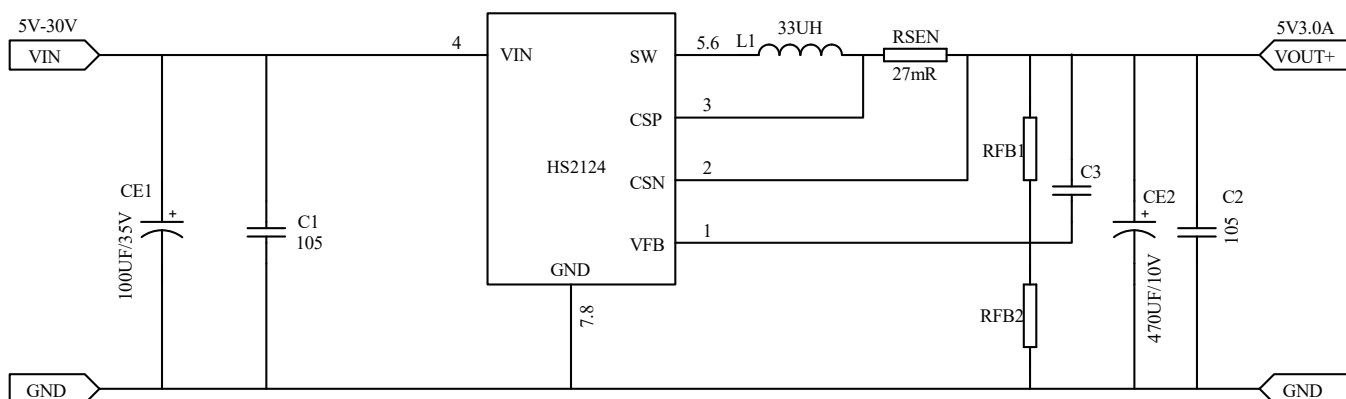 5V-30V
VIN
4
VIN
SW
5.6
L1
33UH
RSEN
27mR
5V3.0A
VOUT+
CSP
3
HS2124
CSN
2
RFB1
C3
CE1
100UF/35V
C1
105
VFB
1
CE2
470UF/10V
C2
105
GND
7.8
RFB2
GND
GND